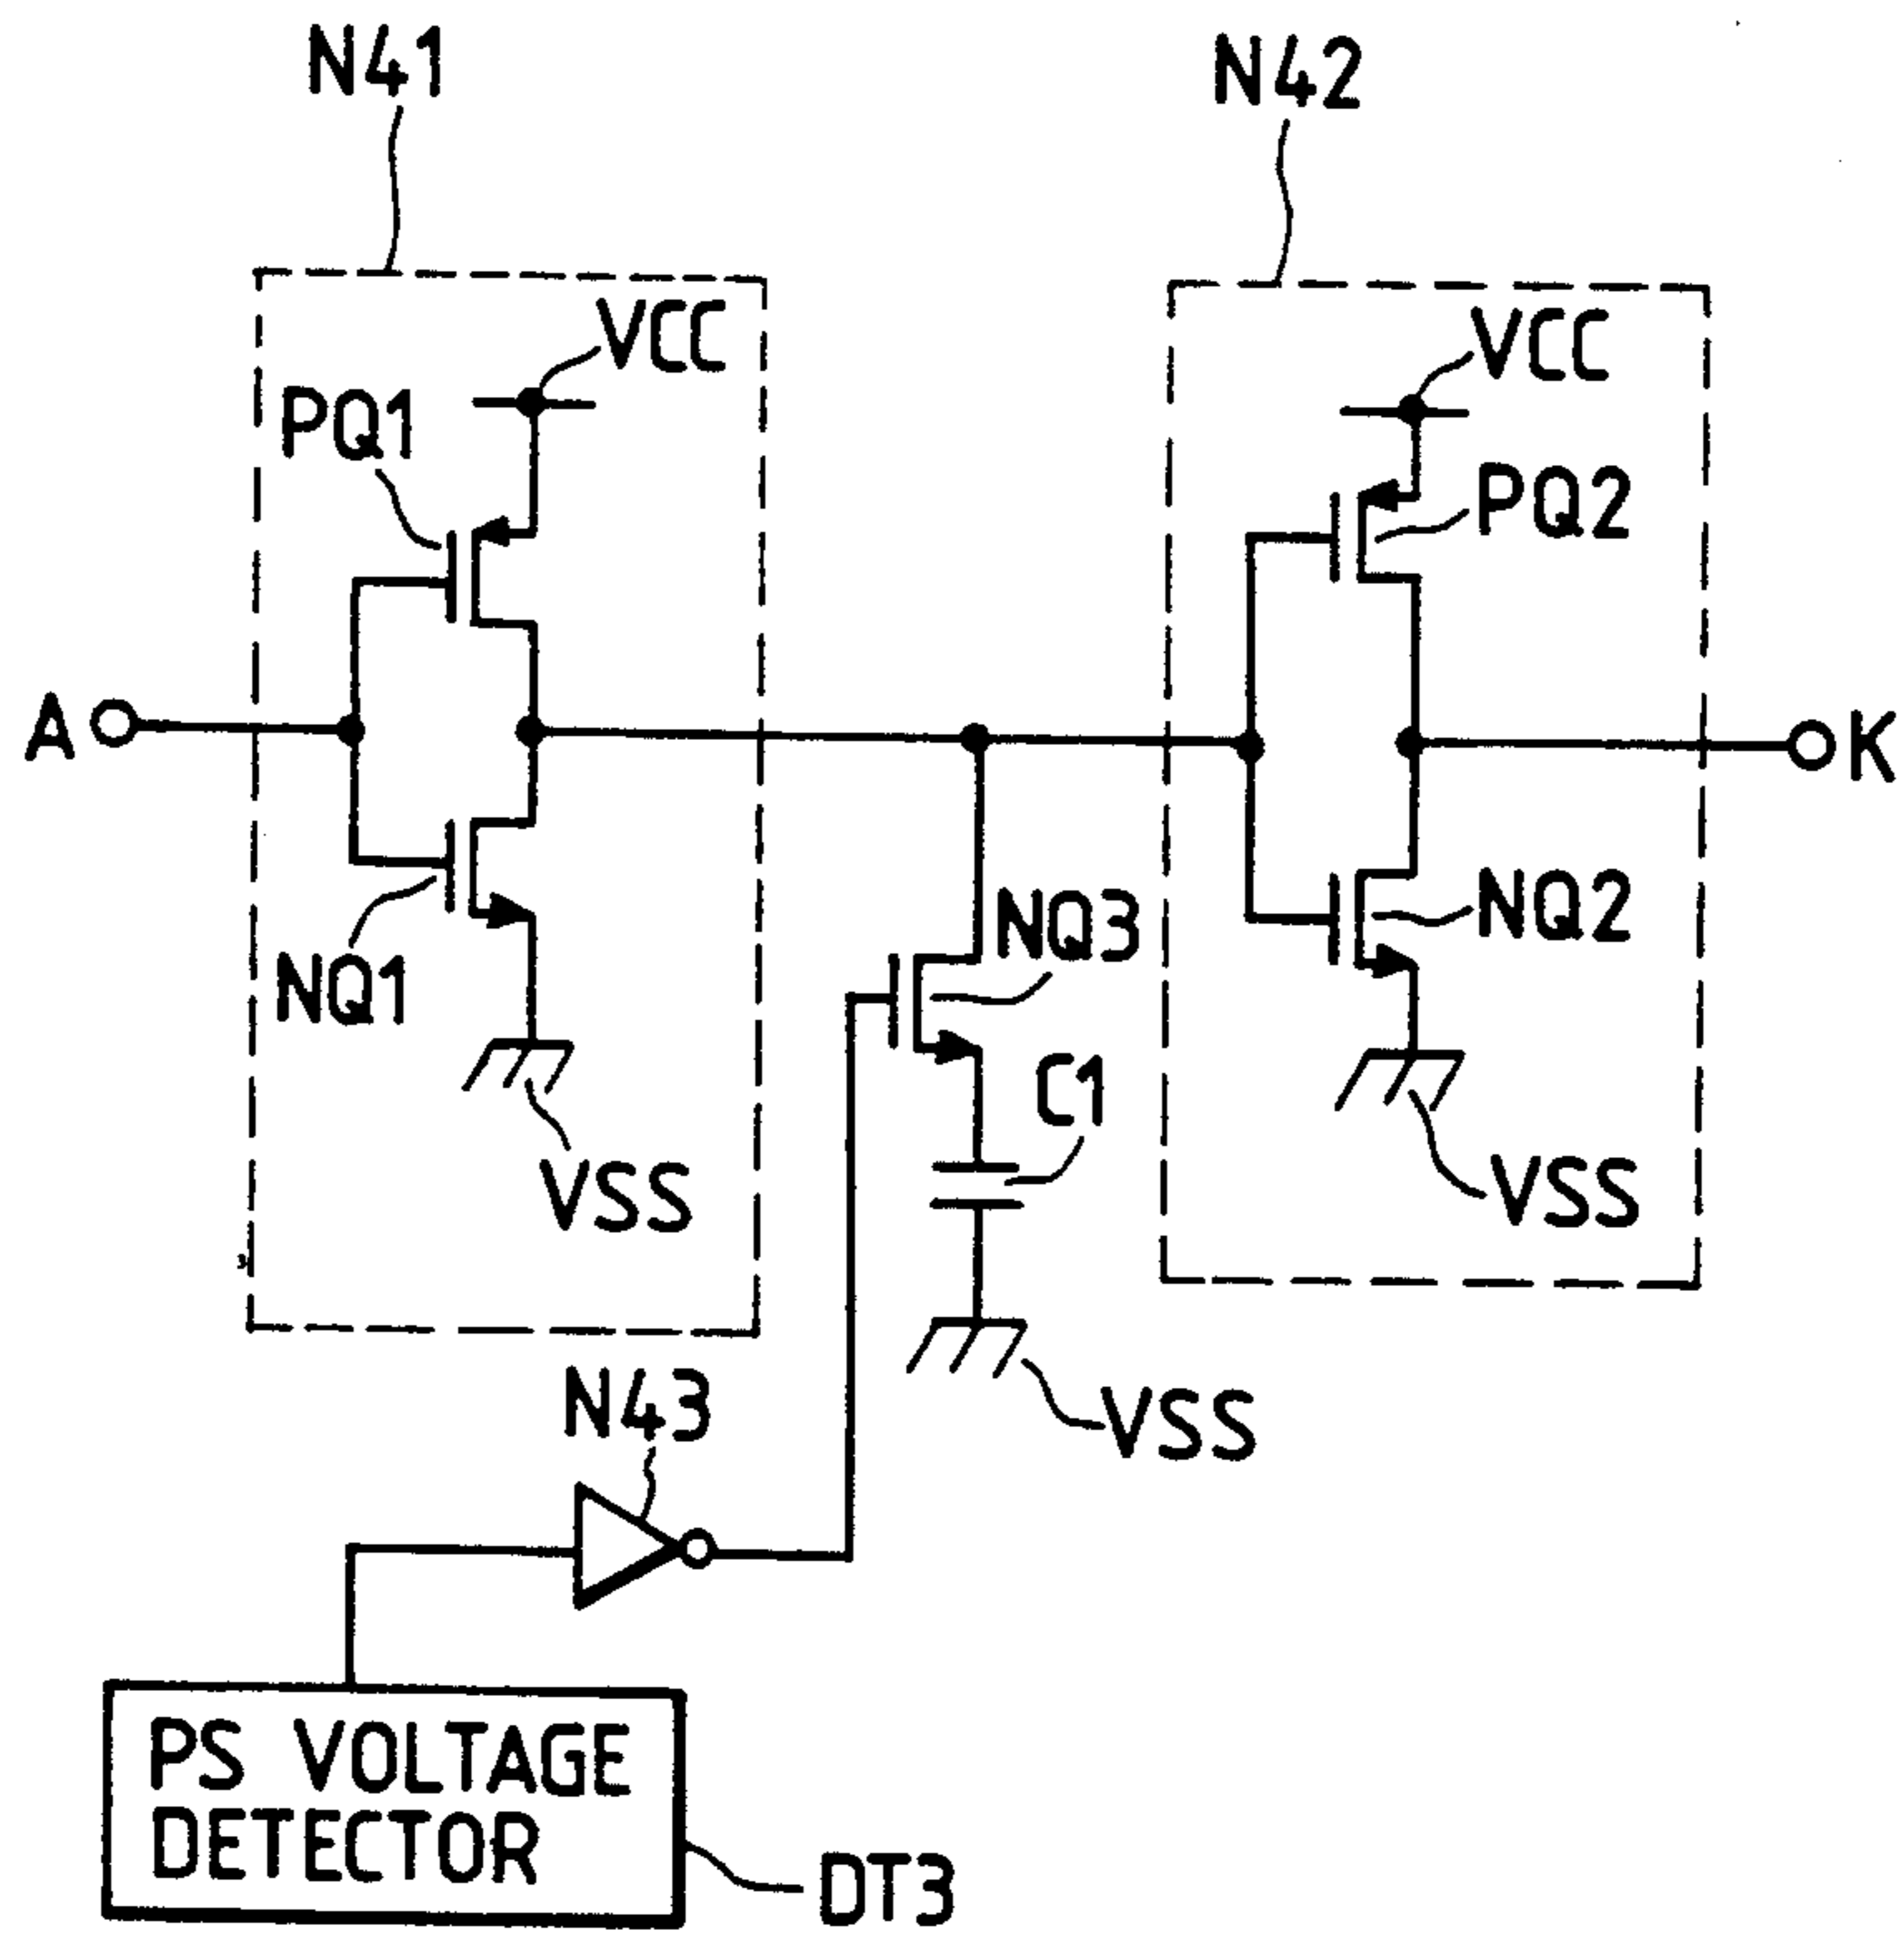 N41
N42
VCC
VCC
PQ1
PQ2
A
K
NQ3
NQ2
NQ1
C1
VSS
VSS
N43
VSS
PS VOLTAGE
DETECTOR
DT3